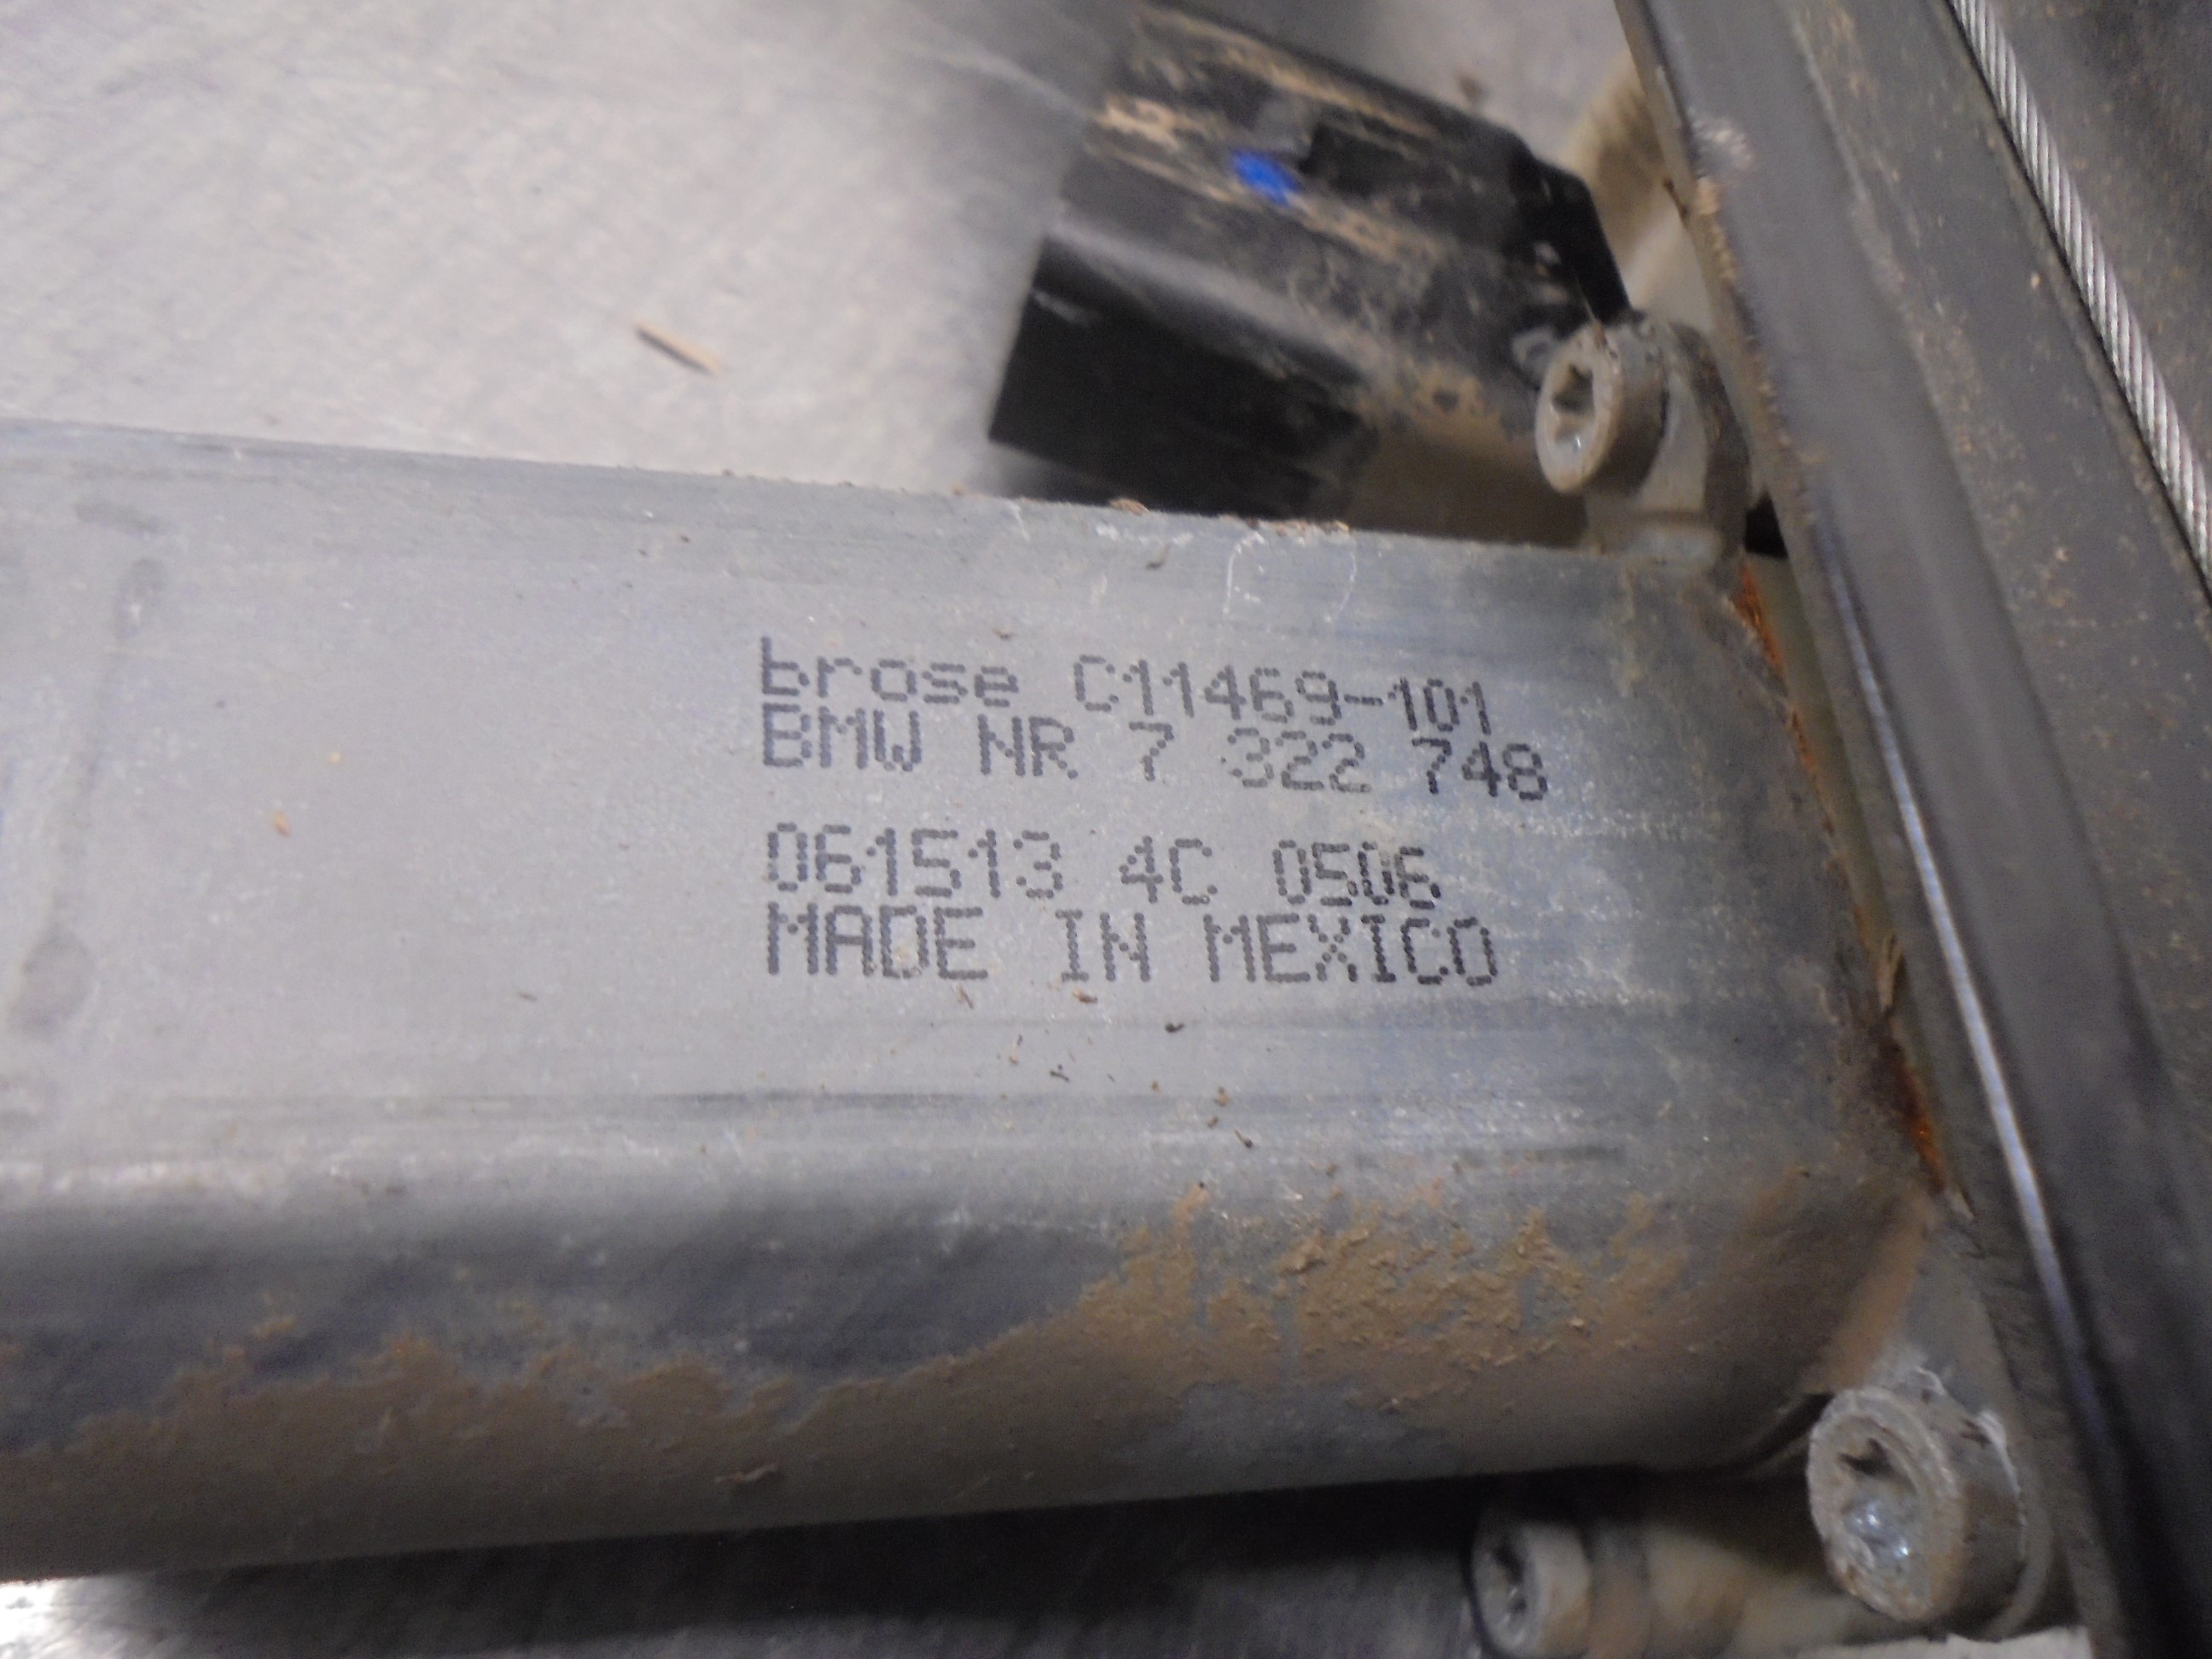 brose C11469-101
BMW NR 7 322 748
061513 4C 0506
MADE IN MEXICO